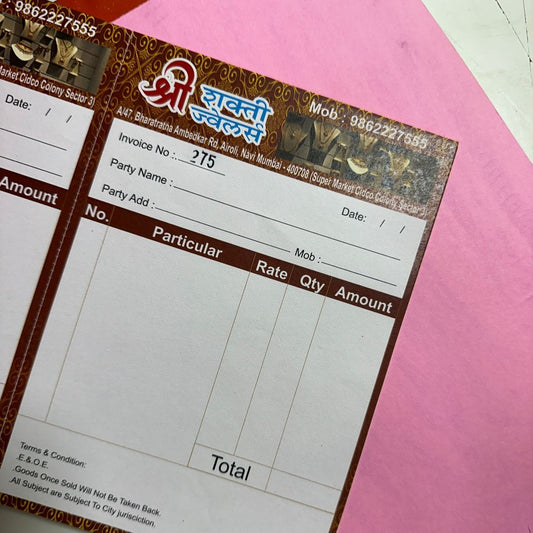 9862227555
Market Cidco Colony Sector 3)
Date: / /
Amount
श्री शक्ती
ज्वलर्स
Mob : 9862227555
A/47, Bharatratha Ambedkar Rd, Airoli, Navi Mumbai - 400708 (Super Market Cidco Colony Sector
Invoice No : 275
Date: / /
Party Name :
Party Add :
Mob :
No. Particular Rate Qty Amount
Total
Terms & Condition:
.E.&.O.E.
.Goods Once Sold Will Not Be Taken Back.
.All Subject are Subject To City jurisciction.